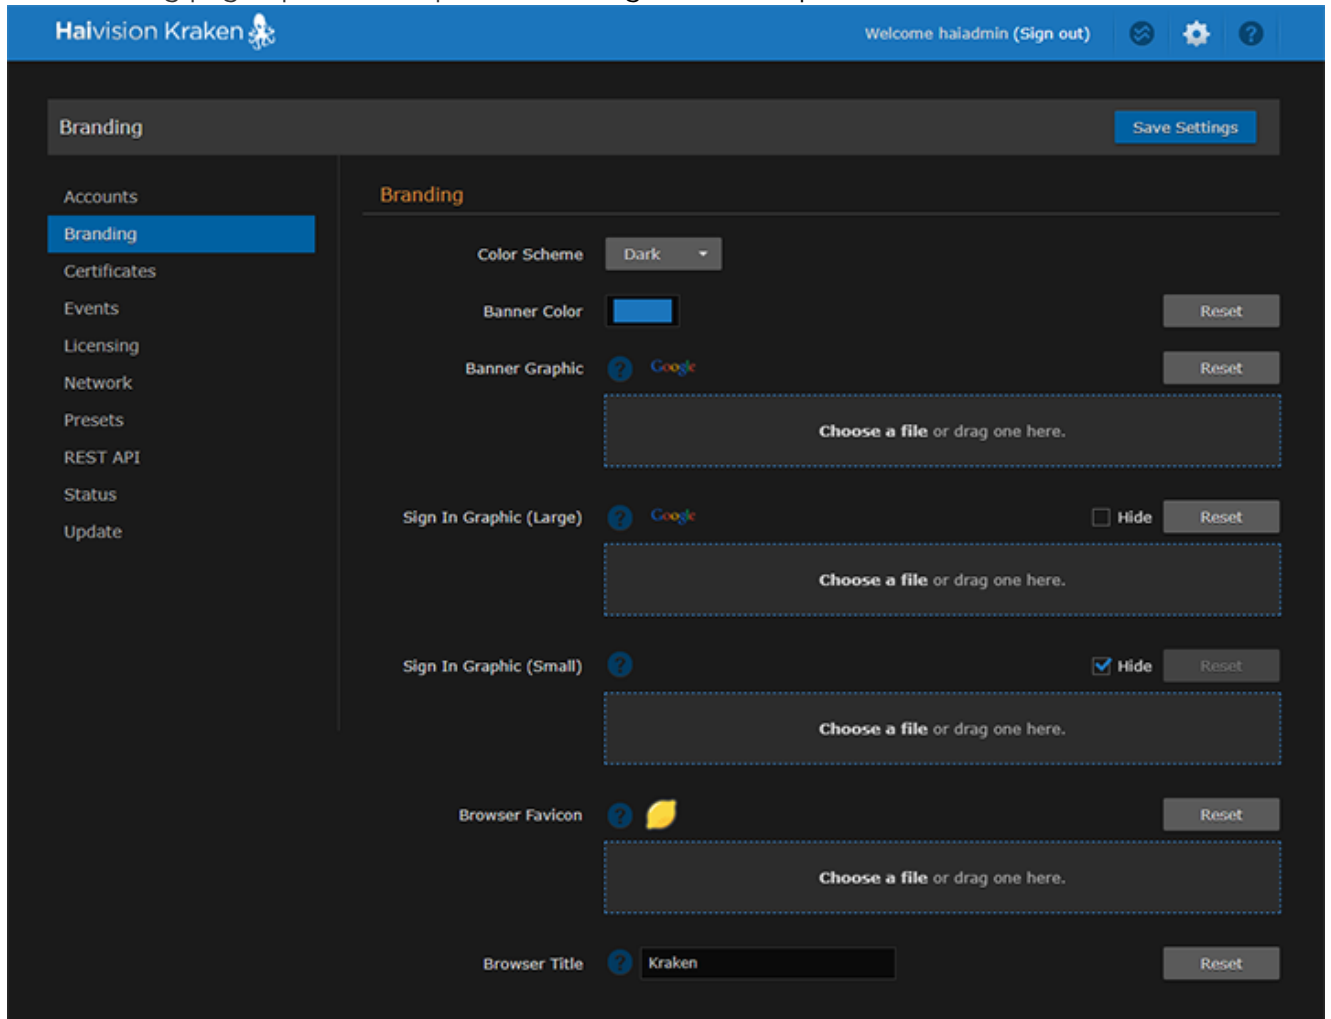 Haivision Kraken
Welcome haiadmin (Sign out)
?
Branding
Save Settings
Accounts
Branding
Certificates
Events
Licensing
Network
Presets
REST API
Status
Update
Branding
Color Scheme Dark
Banner Color Reset
Banner Graphic ? Google Reset
Choose a file or drag one here.
Sign In Graphic (Large) ? Google Hide Reset
Choose a file or drag one here.
Sign In Graphic (Small) ? Hide Reset
Choose a file or drag one here.
Browser Favicon ? Reset
Choose a file or drag one here.
Browser Title ? Kraken Reset